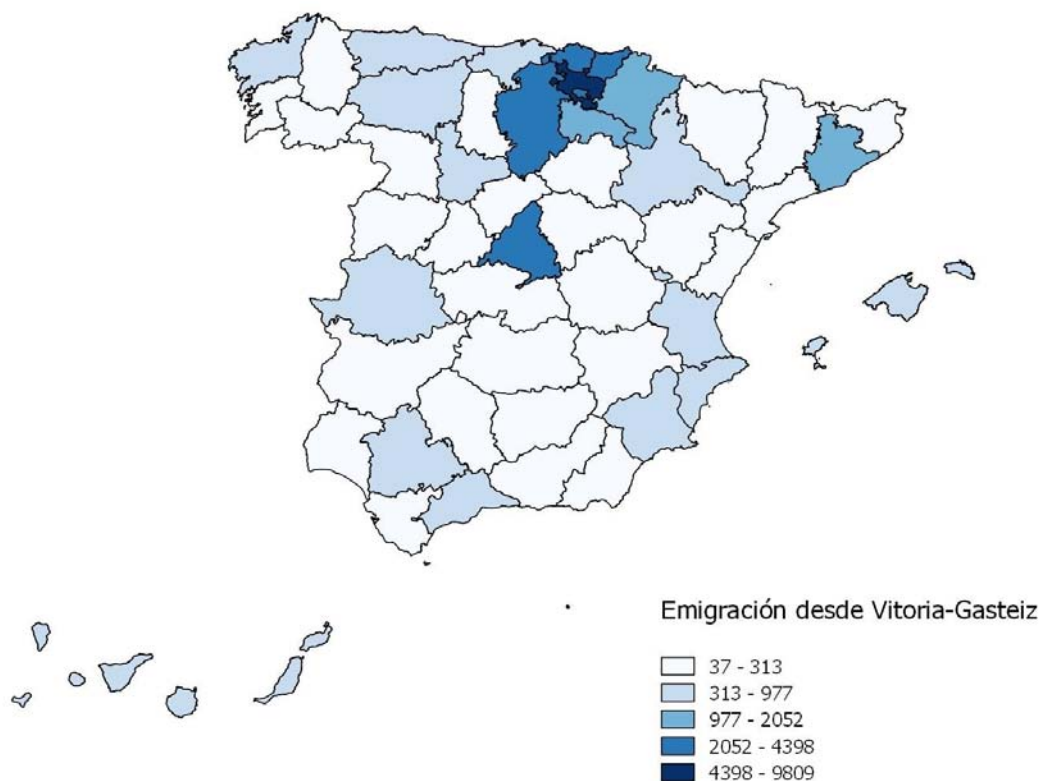 Emigración desde Vitoria-Gasteiz
37 - 313
313 - 977
977 - 2052
2052 - 4398
4398 - 9809